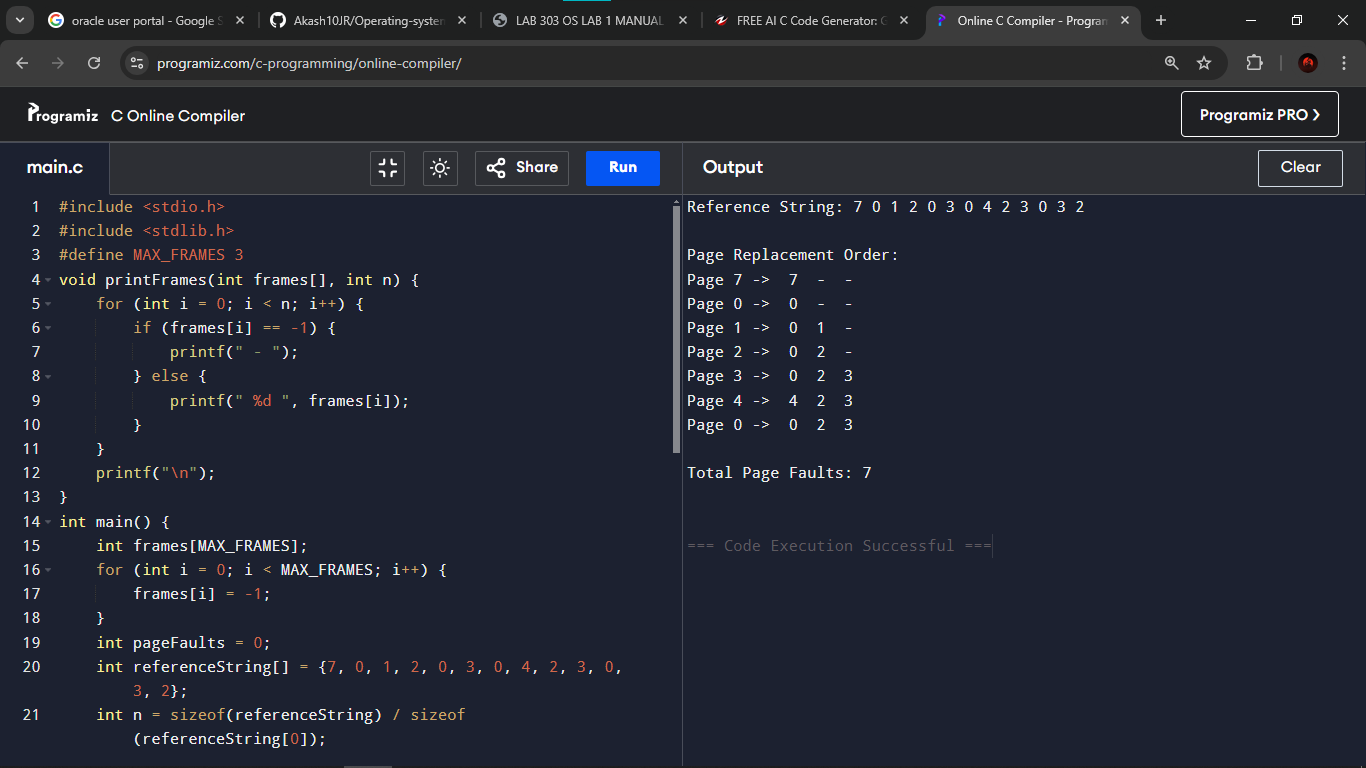 oracle user portal - Google S
Akash10JR/Operating-system
LAB 303 OS LAB 1 MANUAL
FREE AI C Code Generator: G
Online C Compiler - Program
programiz.com/c-programming/online-compiler/
Programiz C Online Compiler
Programiz PRO
main.c
Share
Run
Output
Clear
1 #include <stdio.h>
2 #include <stdlib.h>
3 #define MAX_FRAMES 3
4 void printFrames(int frames[], int n) {
5 for (int i = 0; i < n; i++) {
6 if (frames[i] == -1) {
7 printf(" - ");
8 } else {
9 printf(" %d ", frames[i]);
10 }
11 }
12 printf("\n");
13 }
14 int main() {
15 int frames[MAX_FRAMES];
16 for (int i = 0; i < MAX_FRAMES; i++) {
17 frames[i] = -1;
18 }
19 int pageFaults = 0;
20 int referenceString[] = {7, 0, 1, 2, 0, 3, 0, 4, 2, 3, 0,
3, 2};
21 int n = sizeof(referenceString) / sizeof
(referenceString[0]);
Reference String: 7 0 1 2 0 3 0 4 2 3 0 3 2
Page Replacement Order:
Page 7 -> 7 - -
Page 0 -> 0 - -
Page 1 -> 0 1 -
Page 2 -> 0 2 -
Page 3 -> 0 2 3
Page 4 -> 4 2 3
Page 0 -> 0 2 3
Total Page Faults: 7
=== Code Execution Successful ===